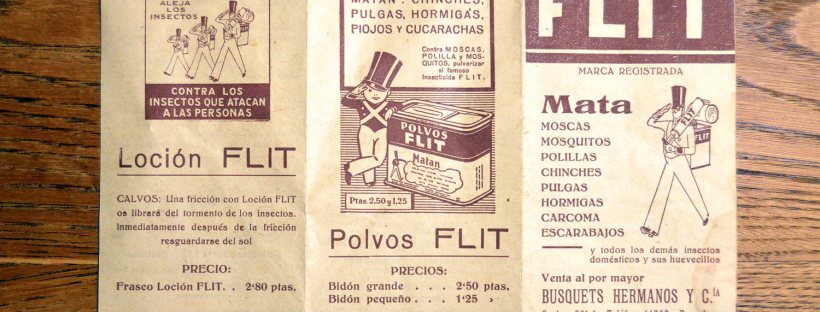 ALEJA
LOS
INSECTOS
CONTRA LOS
INSECTOS QUE ATACAN
A LAS PERSONAS
Loción FLIT
CALVOS: Una fricción con Loción FLIT
os librará del tormento de los insectos.
Inmediatamente después de la fricción
resguardarse del sol
PRECIO:
Frasco Loción FLIT. . 2'80 ptas.
MATAN: CHINCHES,
PULGAS, HORMIGAS,
PIOJOS Y CUCARACHAS
Contra MOSCAS,
POLILLA y MOS-
QUITOS, pulverizar
el famoso
Insecticida FLIT.
POLVOS
FLIT
Matan
Ptas. 2.50 y 1.25
Polvos FLIT
PRECIOS:
Bidón grande . . . 2'50 ptas.
Bidón pequeño . . . 1'25 »
FLIT
MARCA REGISTRADA
Mata
MOSCAS
MOSQUITOS
POLILLAS
CHINCHES
PULGAS
HORMIGAS
CARCOMA
ESCARABAJOS
FLIT
y todos los demás insectos
domésticos y sus huevecillos
Venta al por mayor
BUSQUETS HERMANOS Y C.ía